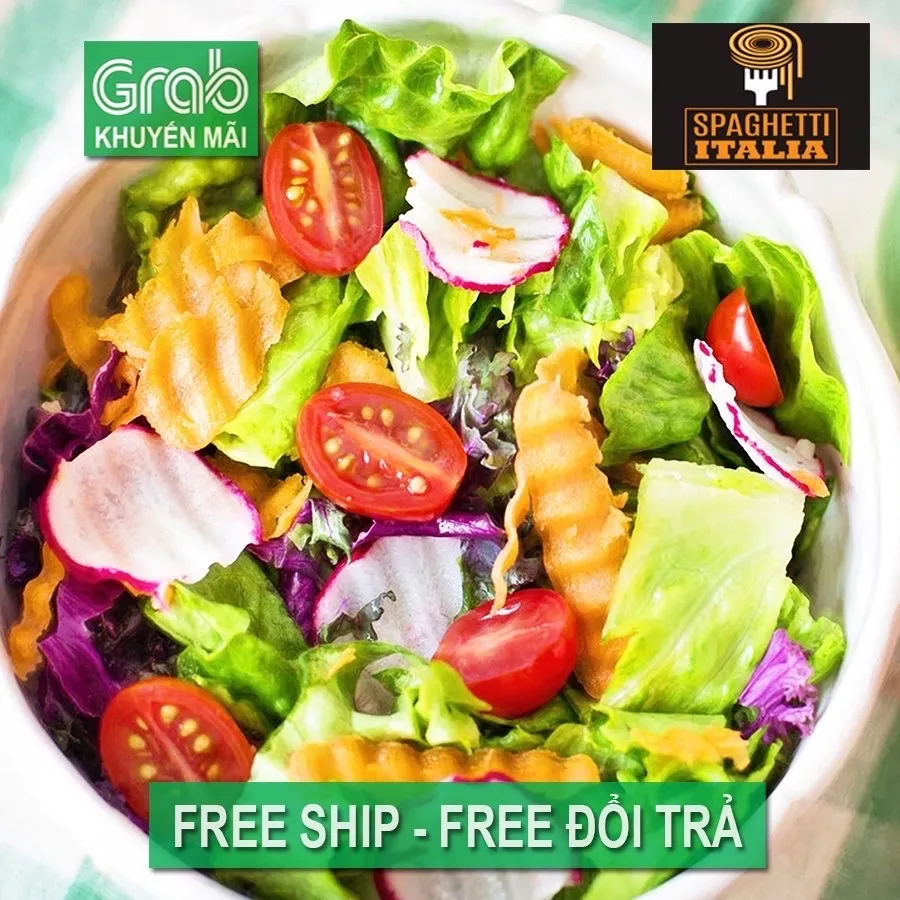 Grab
KHUYẾN MÃI
SPAGHETTI
ITALIA
FREE SHIP - FREE ĐỔI TRẢ